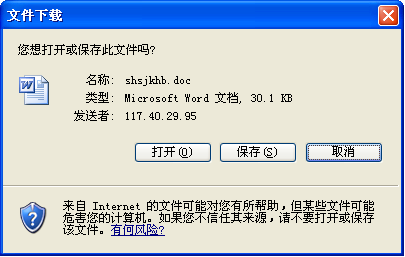 文件下载
您想打开或保存此文件吗?
名称: shsjkhb.doc
类型: Microsoft Word 文档, 30.1 KB
发送者: 117.40.29.95
打开(O) 保存(S) 取消
来自 Internet 的文件可能对您有所帮助,但某些文件可能
危害您的计算机。如果您不信任其来源,请不要打开或保存
该文件。有何风险?